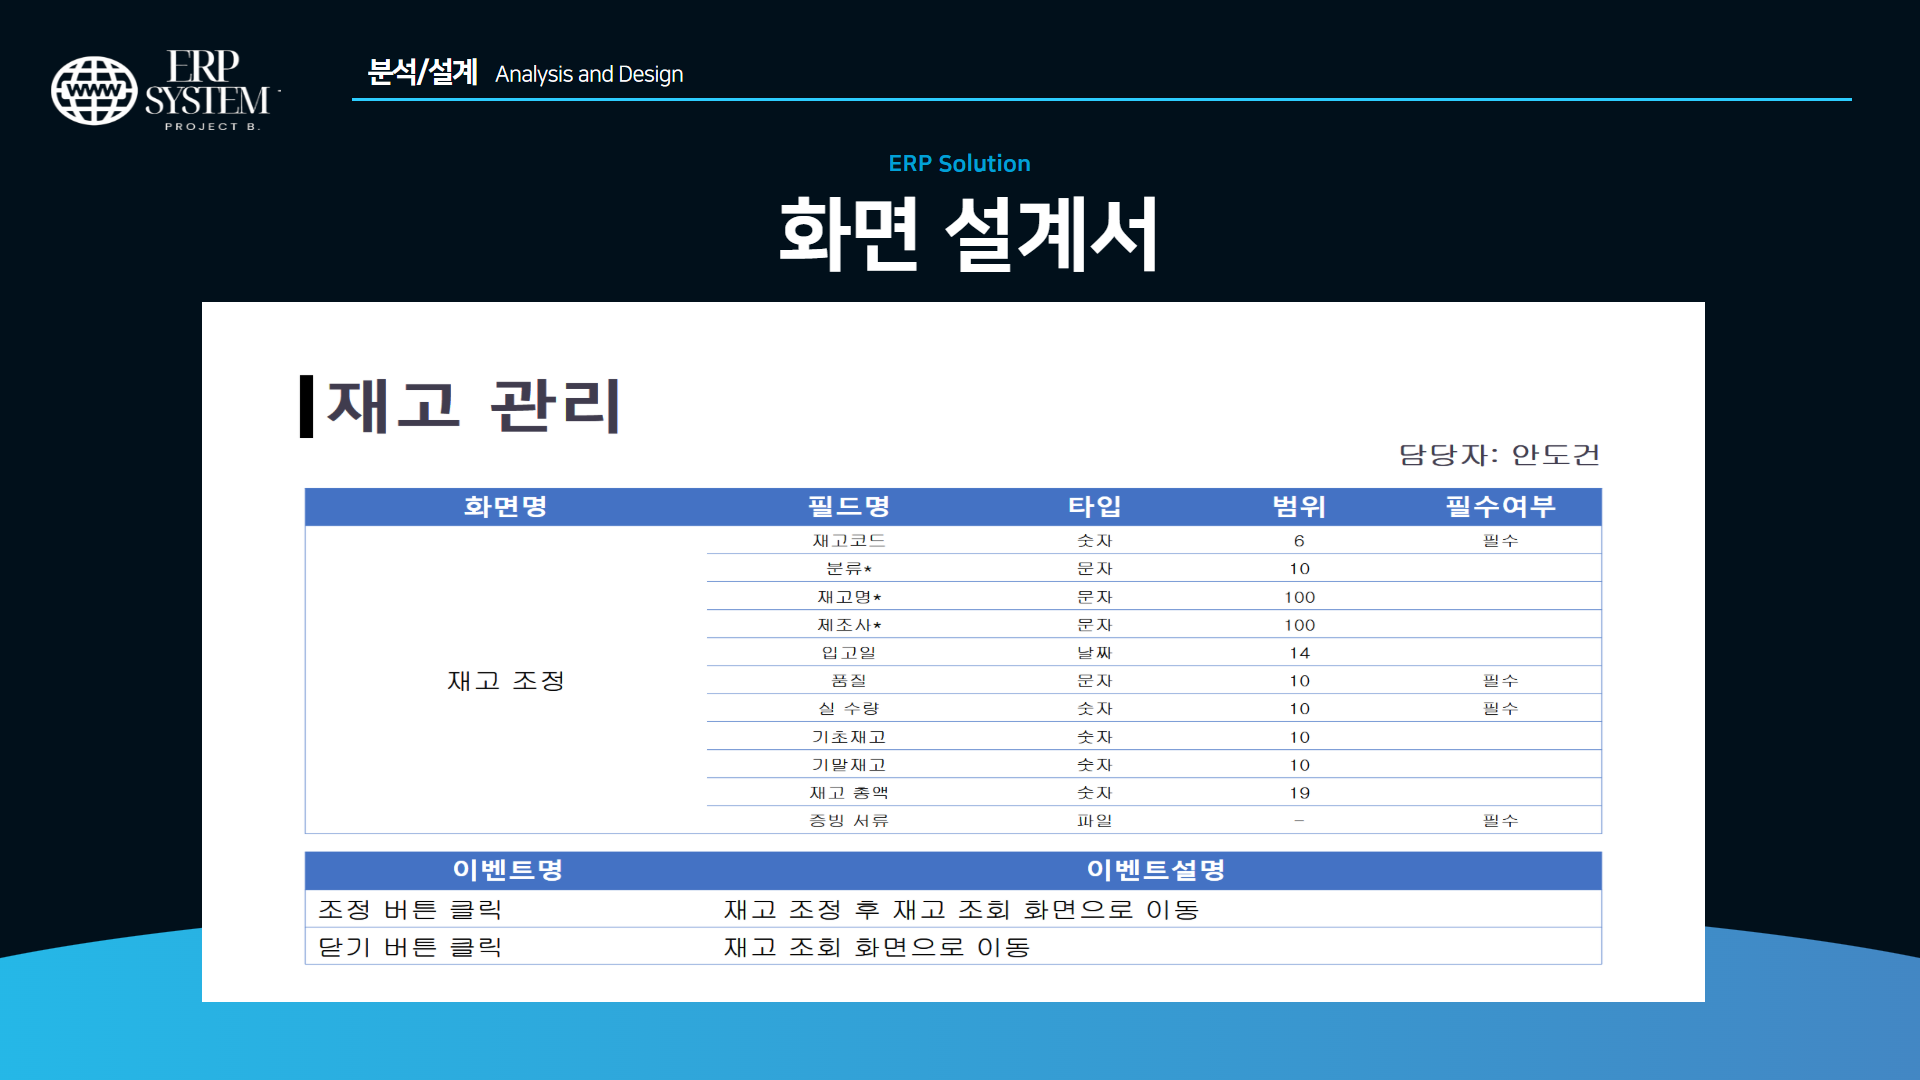 ERP
SYSTEM
PROJECT B.
WWW
분석/설계 Analysis and Design
ERP Solution
화면 설계서
재고 관리
담당자: 안도건
화면명 필드명 타입 범위 필수여부
재고 조정
재고코드 숫자 6 필수
분류* 문자 10
재고명* 문자 100
제조사* 문자 100
입고일 날짜 14
품질 문자 10 필수
실 수량 숫자 10 필수
기초재고 숫자 10
기말재고 숫자 10
재고 총액 숫자 19
증빙 서류 파일 – 필수
이벤트명 이벤트설명
조정 버튼 클릭 재고 조정 후 재고 조회 화면으로 이동
닫기 버튼 클릭 재고 조회 화면으로 이동